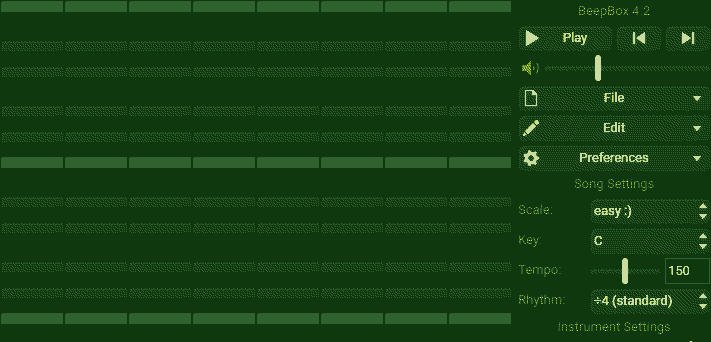 BeepBox 4.2
Play
File
Edit
Preferences
Song Settings
Scale: easy :)
Key: C
Tempo: 150
Rhythm: ÷4 (standard)
Instrument Settings